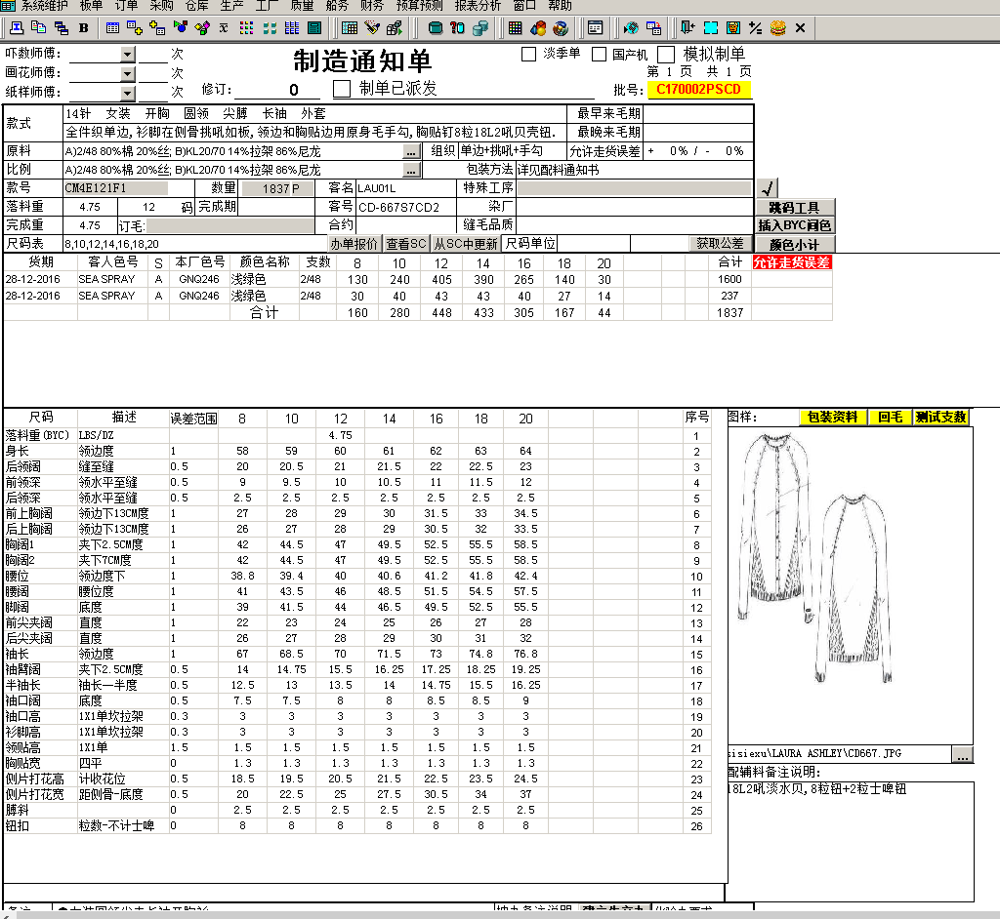 系统维护 板单 订单 采购 仓库 生产 工厂 质量 船务 财务 预算预测 报表分析 窗口 帮助
吓数师傅： 次
画花师傅： 次
纸样师傅： 次
制造通知单
修订： 0 制单已派发
淡季单 国产机 模拟制单
第 1 页 共 1 页
批号： C170002PSCD
款式 14针 女装 开胸 圆领 尖膊 长袖 外套 最早来毛期
全件织单边,衫脚在侧骨挑吼如板,领边和胸贴边用原身毛手勾,胸贴钉8粒18L2吼贝壳钮. 最晚来毛期
原料 A)2/48 80%棉 20%丝; B)KL20/70 14%拉架 86%尼龙 ... 组织 单边+挑吼+手勾 允许走货误差 + 0% / - 0%
比例 A)2/48 80%棉 20%丝; B)KL20/70 14%拉架 86%尼龙 ... 包装方法 详见配料通知书
款号 CM4E121F1 数量 1837 P 客名 LAU01L 特殊工序 √
落料重 4.75 12 码 完成期 客号 CD-667S7CD2 染厂 跳码工具
完成重 4.75 订毛: 合约 缝毛品质 插入BYC间色
尺码表 8,10,12,14,16,18,20 办单报价 查看SC 从SC中更新 尺码单位 获取公差 颜色小计
货期 客人色号 S 本厂色号 颜色名称 支数 8 10 12 14 16 18 20 合计 允许走货误差
28-12-2016 SEA SPRAY A GNQ246 浅绿色 2/48 130 240 405 390 265 140 30 1600
28-12-2016 SEA SPRAY A GNQ246 浅绿色 2/48 30 40 43 43 40 27 14 237
合计 160 280 448 433 305 167 44 1837
尺码 描述 误差范围 8 10 12 14 16 18 20 序号
落料重(BYC) LBS/DZ 4.75 1
身长 领边度 1 58 59 60 61 62 63 64 2
后领阔 缝至缝 0.5 20 20.5 21 21.5 22 22.5 23 3
前领深 领水平至缝 0.5 9 9.5 10 10.5 11 11.5 12 4
后领深 领水平至缝 0.5 2.5 2.5 2.5 2.5 2.5 2.5 2.5 5
前上胸阔 领边下13CM度 1 27 28 29 30 31.5 33 34.5 6
后上胸阔 领边下13CM度 1 26 27 28 29 30.5 32 33.5 7
胸阔1 夹下2.5CM度 1 42 44.5 47 49.5 52.5 55.5 58.5 8
胸阔2 夹下7CM度 1 42 44.5 47 49.5 52.5 55.5 58.5 9
腰位 领边度下 1 38.8 39.4 40 40.6 41.2 41.8 42.4 10
腰阔 腰位度 1 41 43.5 46 48.5 51.5 54.5 57.5 11
脚阔 底度 1 39 41.5 44 46.5 49.5 52.5 55.5 12
前尖夹阔 直度 1 22 23 24 25 26 27 28 13
后尖夹阔 直度 1 26 27 28 29 30 31 32 14
袖长 领边度 1 67 68.5 70 71.5 73 74.8 76.8 15
袖臂阔 夹下2.5CM度 0.5 14 14.75 15.5 16.25 17.25 18.25 19.25 16
半袖长 袖长一半度 0.5 12.5 13 13.5 14 14.75 15.5 16.25 17
袖口阔 底度 0.5 7.5 7.5 8 8 8.5 8.5 9 18
袖口高 1X1单坎拉架 0.3 3 3 3 3 3 3 3 19
衫脚高 1X1单坎拉架 0.3 3 3 3 3 3 3 3 20
领贴高 1X1单 1.5 1.5 1.5 1.5 1.5 1.5 1.5 1.5 21
胸贴宽 四平 0 1.3 1.3 1.3 1.3 1.3 1.3 1.3 22
侧片打花高 计收花位 0.5 18.5 19.5 20.5 21.5 22.5 23.5 24.5 23
侧片打花宽 距侧骨-底度 0.5 20 22.5 25 27.5 30.5 34 37 24
膊斜 0 2.5 2.5 2.5 2.5 2.5 2.5 2.5 25
钮扣 粒数-不计士啤 0 8 8 8 8 8 8 8 26
图样： 包装资料 回毛 测试支数
sisiexu\LAURA ASHLEY\CD667.JPG ...
配辅料备注说明:
18L2吼淡水贝,8粒钮+2粒士啤钮